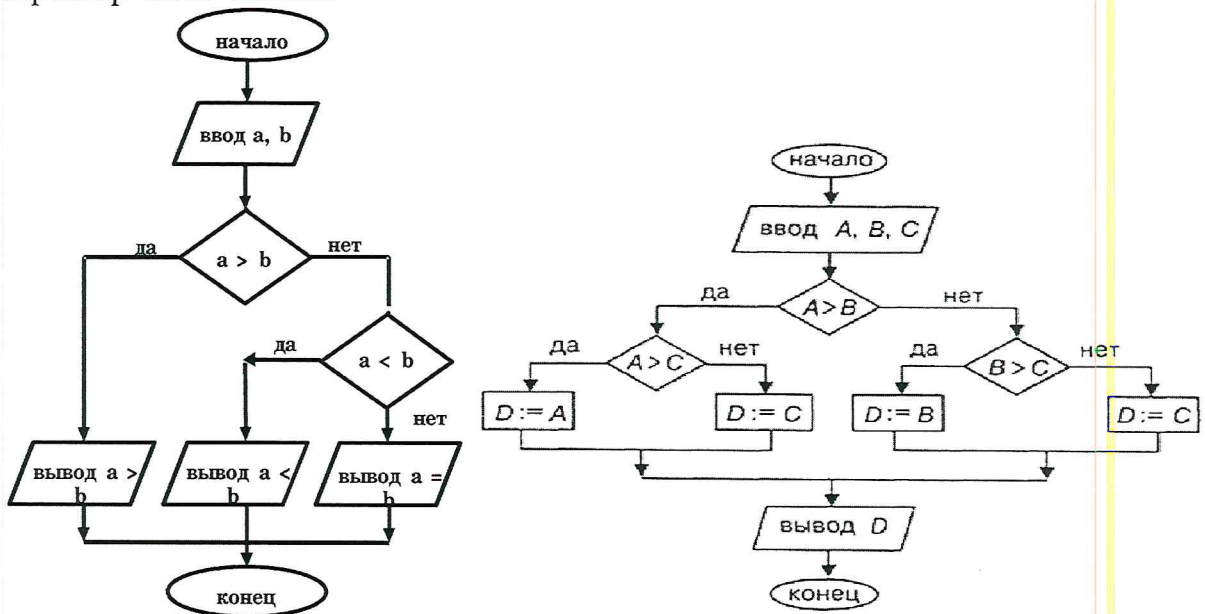 начало
ввод a, b
a > b
да
нет
a < b
да
нет
вывод a >
b
вывод a <
b
вывод a =
b
конец
начало
ввод A, B, C
A>B
да
нет
A>C
да
нет
B>C
да
нет
D:= A
D:= C
D:= B
D:= C
вывод D
конец